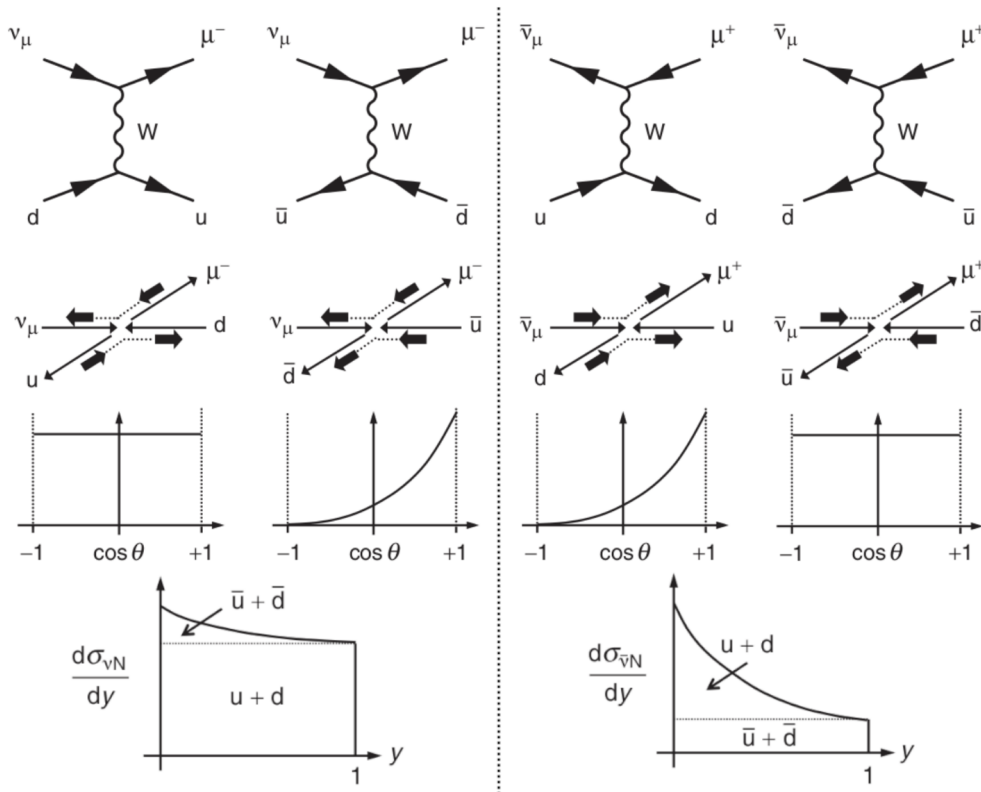 νμ μ− νμ μ− ν̄μ μ+ ν̄μ μ+
W W W W
d u ū d̄ u d d̄ ū
μ− μ− μ+ μ+
νμ d νμ ū ν̄μ u ν̄μ d̄
u d̄ d ū
−1 cos θ +1 −1 cos θ +1 −1 cos θ +1 −1 cos θ +1
ū + d̄
dσνN
dy
u + d
y
1
u + d
dσν̄N
dy
ū + d̄
y
1